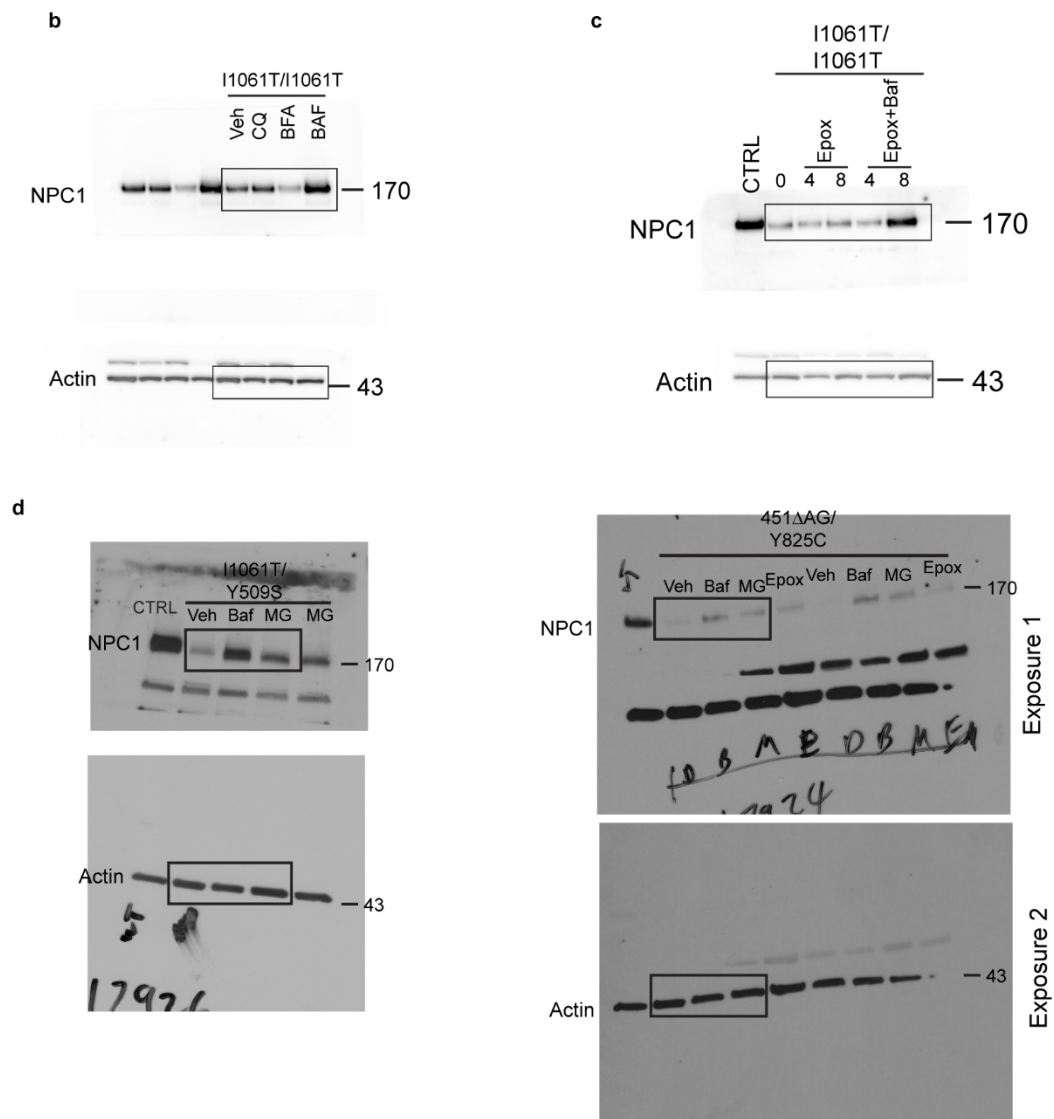 b
I1061T/I1061T
Veh CQ BFA BAF
NPC1
170
Actin
43
c
I1061T/
I1061T
CTRL
Epox
Epox+Baf
0 4 8 4 8
NPC1
170
Actin
43
d
I1061T/
Y509S
CTRL
Veh Baf MG MG
NPC1
170
Actin
43
17926
451ΔAG/
Y825C
Veh Baf MG Epox Veh Baf MG Epox
170
NPC1
D B M E D B M E
17924
Exposure 1
43
Actin
Exposure 2